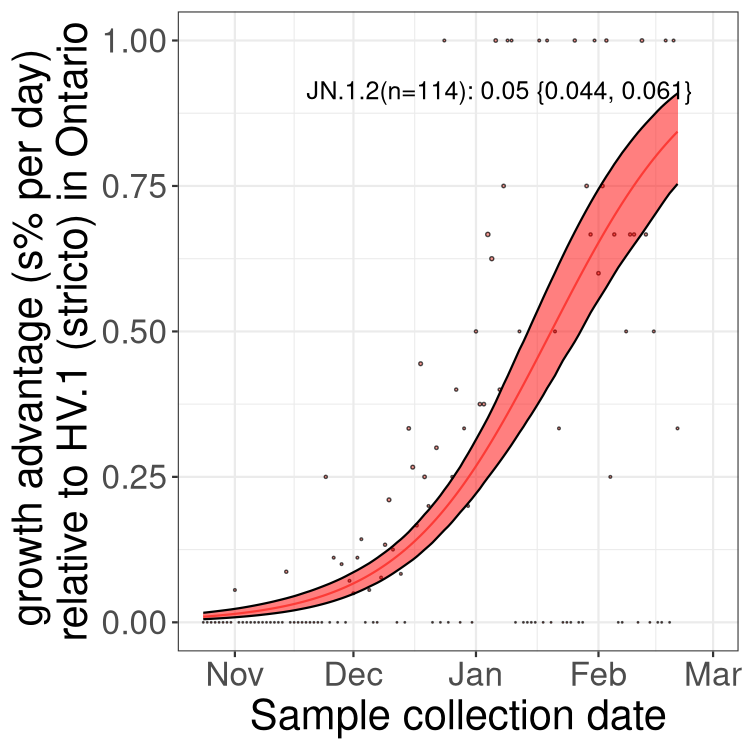 growth advantage (s% per day)
relative to HV.1 (stricto) in Ontario
1.00
0.75
0.50
0.25
0.00
JN.1.2(n=114): 0.05 {0.044, 0.061}
Nov Dec Jan Feb Mar
Sample collection date